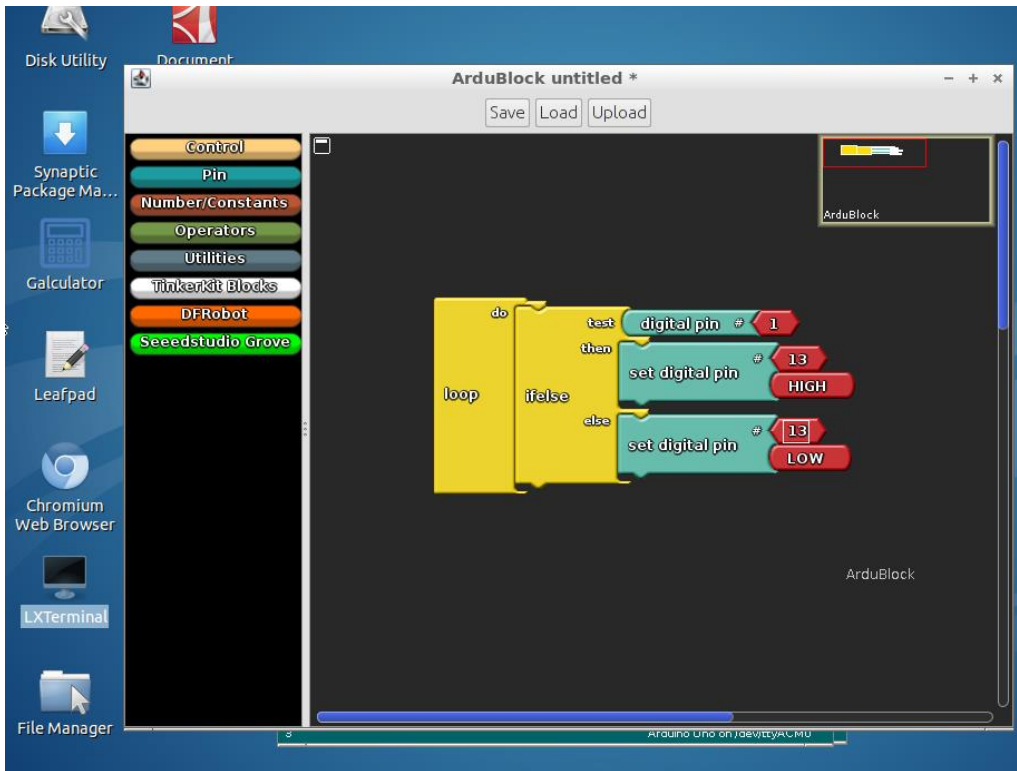 Disk Utility
Document
ArduBlock untitled *
Save Load Upload
Synaptic
Package Ma...
Galculator
Leafpad
Chromium
Web Browser
LXTerminal
File Manager
Control
Pin
Number/Constants
Operators
Utilities
TinkerKit Blocks
DFRobot
Seeedstudio Grove
ArduBlock
loop
do
ifelse
test
digital pin # 1
then
set digital pin
# 13
HIGH
else
set digital pin
# 13
LOW
ArduBlock
Arduino Uno on /dev/ttyACM0